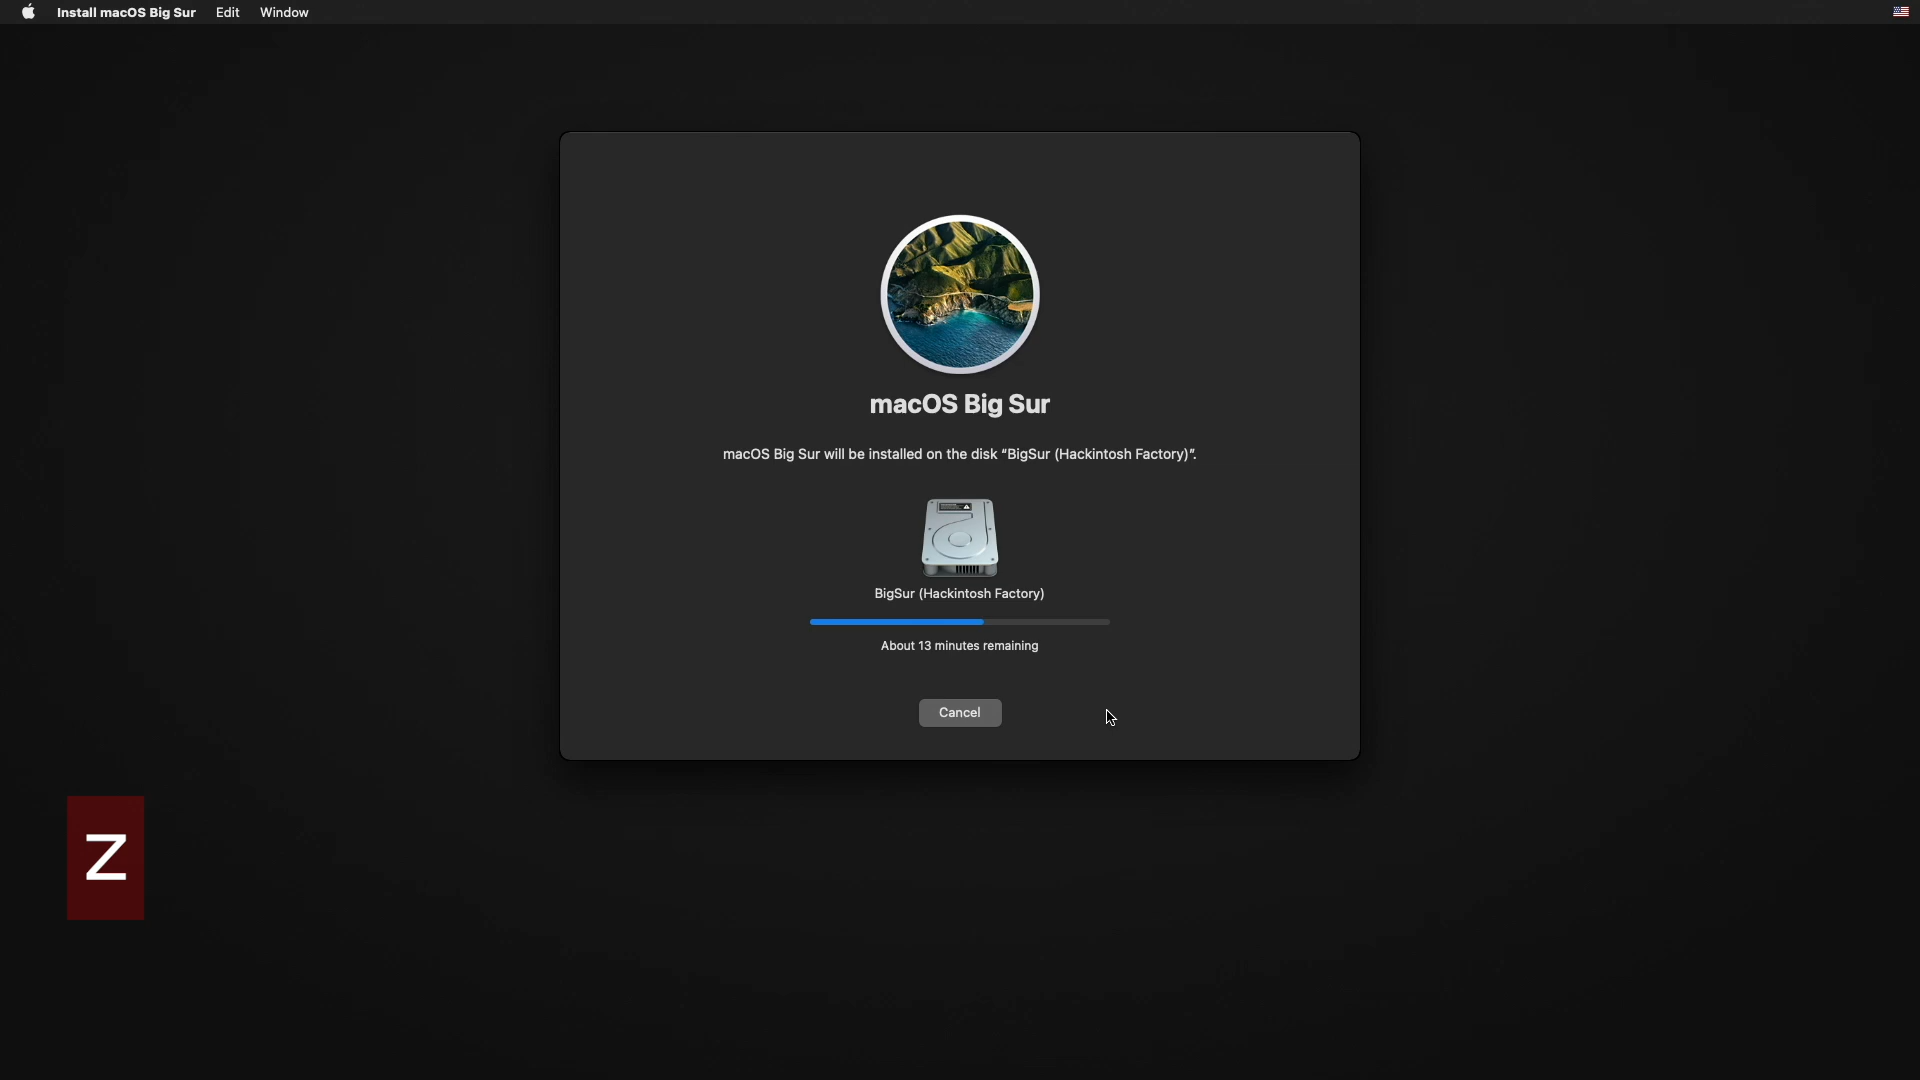 Install macOS Big Sur Edit Window
macOS Big Sur
macOS Big Sur will be installed on the disk “BigSur (Hackintosh Factory)”.
BigSur (Hackintosh Factory)
About 13 minutes remaining
Cancel
Z